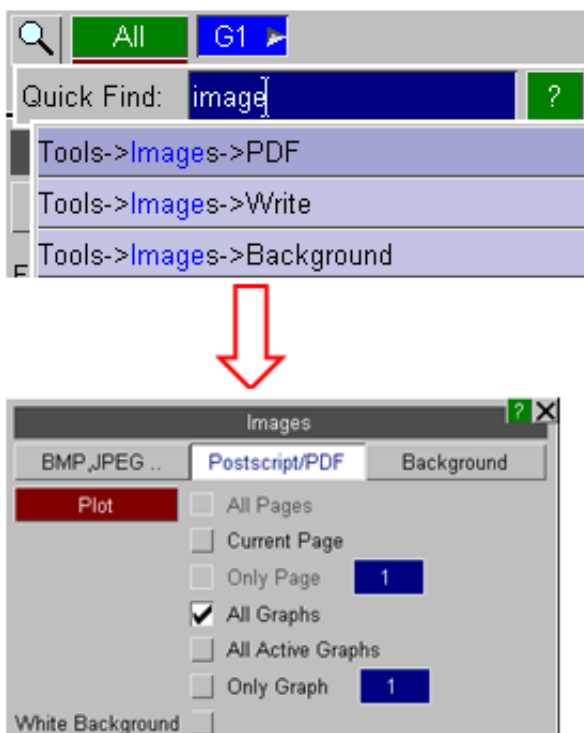 All G1
Quick Find: image ?
Tools->Images->PDF
Tools->Images->Write
Tools->Images->Background
Images ? X
BMP,JPEG .. Postscript/PDF Background
Plot All Pages
Current Page
Only Page 1
All Graphs
All Active Graphs
Only Graph 1
White Background